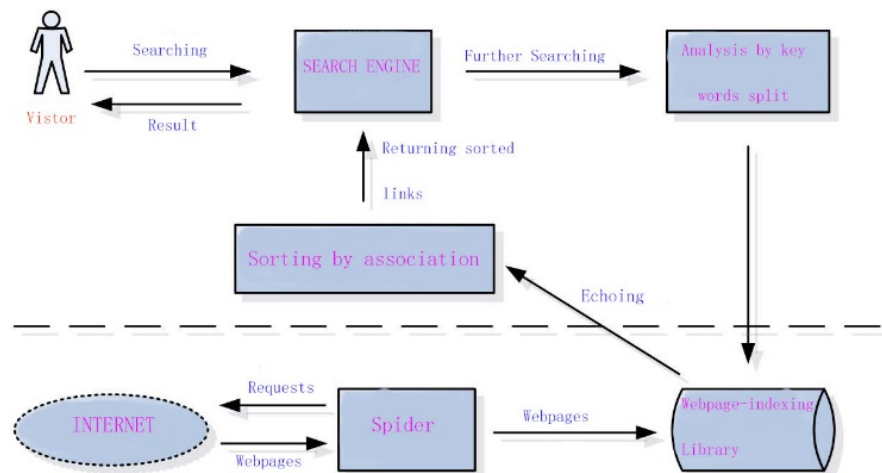 Searching
SEARCH ENGINE
Further Searching
Analysis by key
words split
Vistor
Result
Returning sorted
links
Sorting by association
Echoing
INTERNET
Requests
Webpages
Spider
Webpages
Webpage-indexing
Library